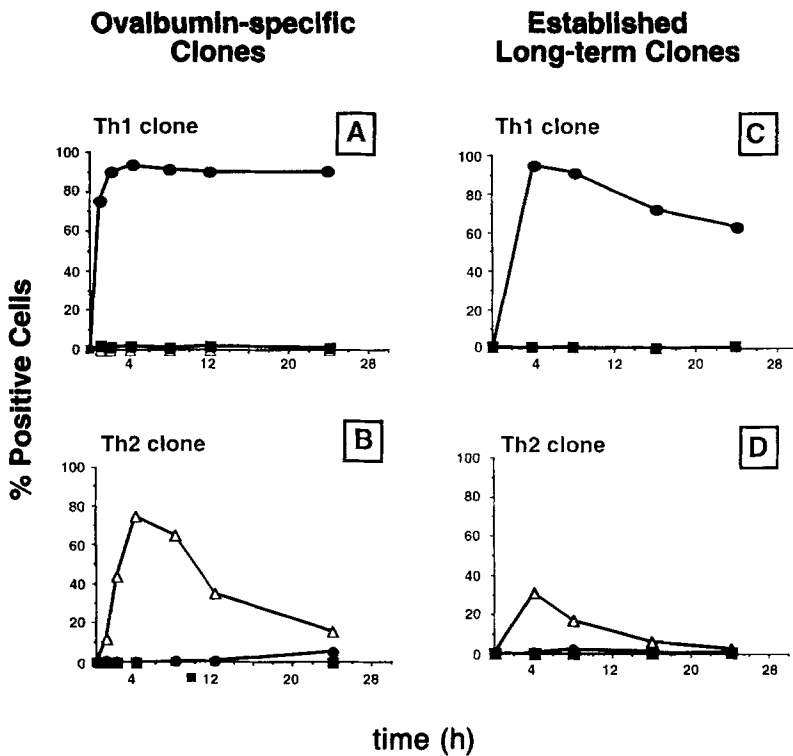 Ovalbumin-specific
Clones
Established
Long-term Clones
% Positive Cells
Th1 clone
A
100
80
60
40
20
0
4
12
20
28
Th1 clone
C
100
80
60
40
20
0
4
12
20
28
Th2 clone
B
100
80
60
40
20
0
4
12
20
28
Th2 clone
D
100
80
60
40
20
0
4
12
20
28
time (h)